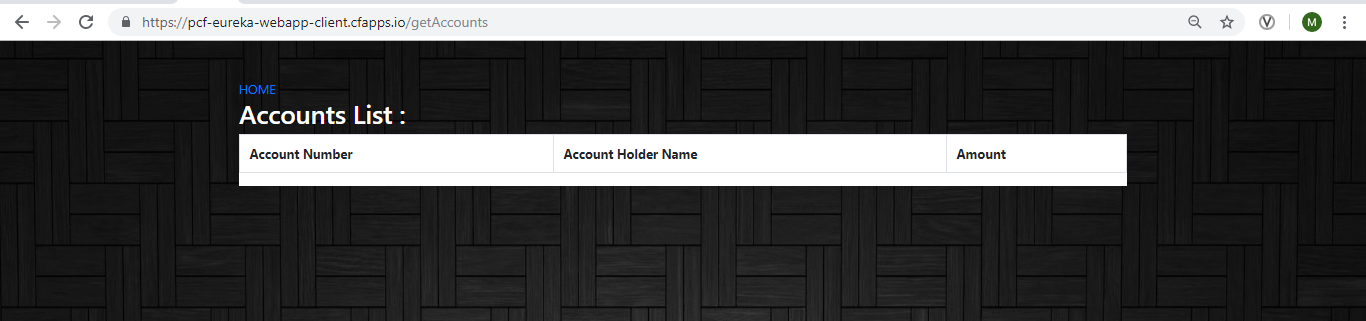 https://pcf-eureka-webapp-client.cfapps.io/getAccounts
V
M
HOME
Accounts List :
Account Number Account Holder Name Amount